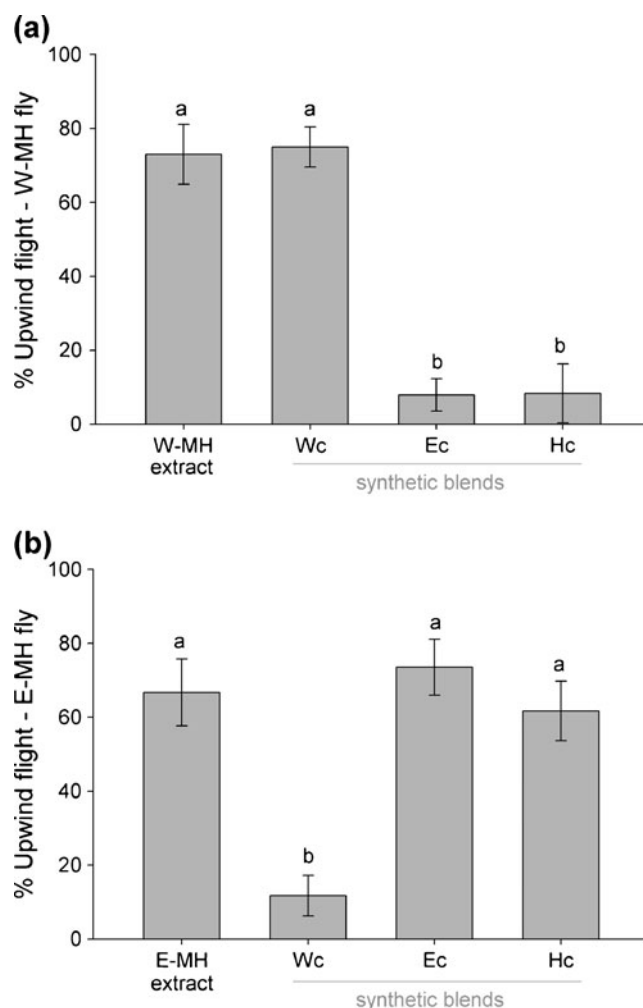 (a)
% Upwind flight - W-MH fly
100
80
60
40
20
0
a
a
b
b
W-MH
extract
Wc
Ec
Hc
synthetic blends
(b)
% Upwind flight - E-MH fly
100
80
60
40
20
0
a
b
a
a
E-MH
extract
Wc
Ec
Hc
synthetic blends